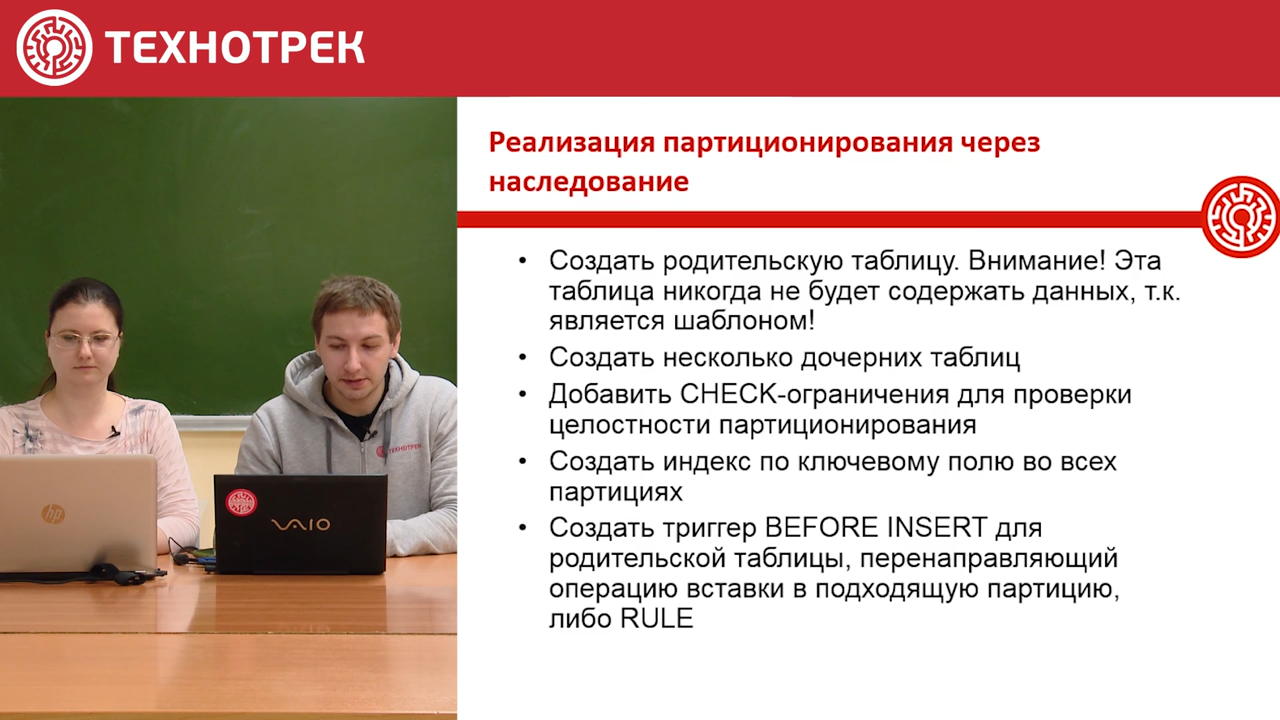 ТЕХНОТРЕК
Реализация партиционирования через
наследование
• Создать родительскую таблицу. Внимание! Эта
таблица никогда не будет содержать данных, т.к.
является шаблоном!
• Создать несколько дочерних таблиц
• Добавить CHECK-ограничения для проверки
целостности партиционирования
• Создать индекс по ключевому полю во всех
партициях
• Создать триггер BEFORE INSERT для
родительской таблицы, перенаправляющий
операцию вставки в подходящую партицию,
либо RULE
ТЕХНОТРЕК
hp
VAIO